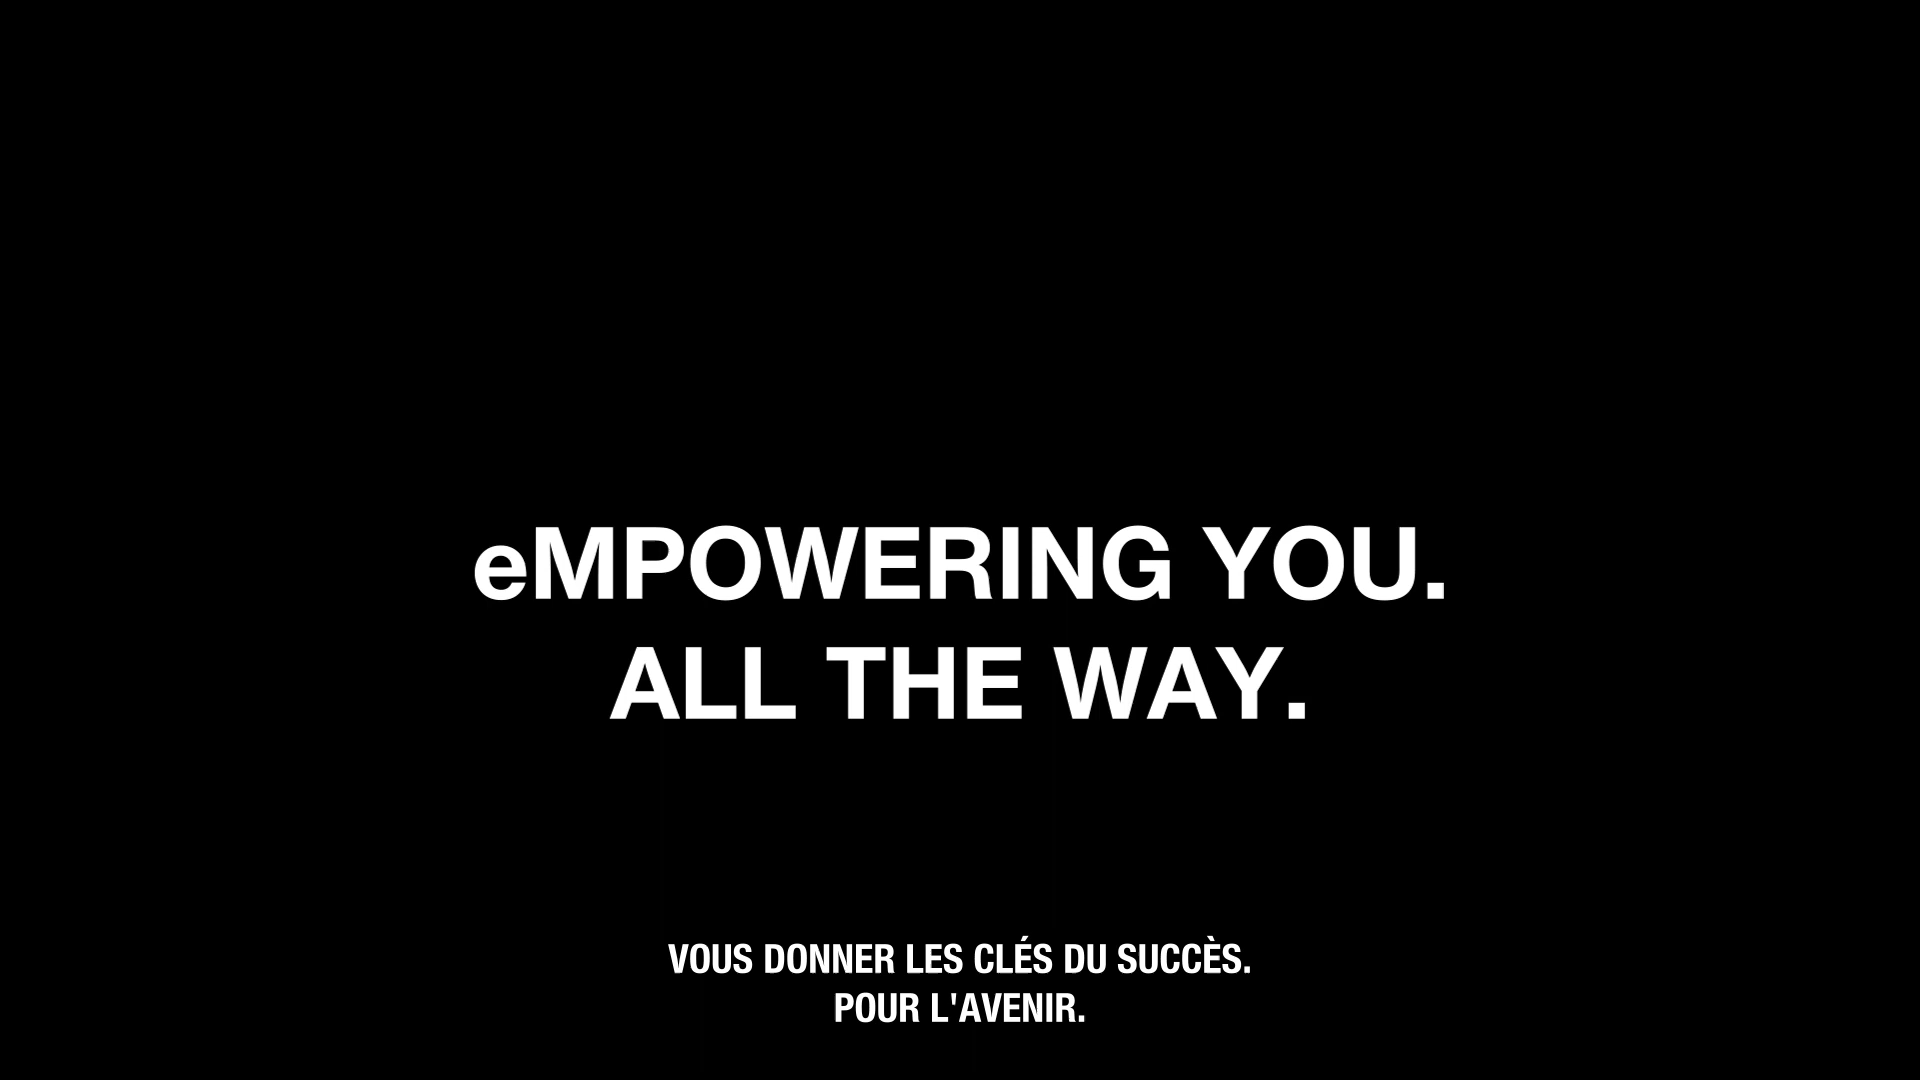 eMPOWERING YOU.
ALL THE WAY.
VOUS DONNER LES CLÉS DU SUCCÈS.
POUR L'AVENIR.